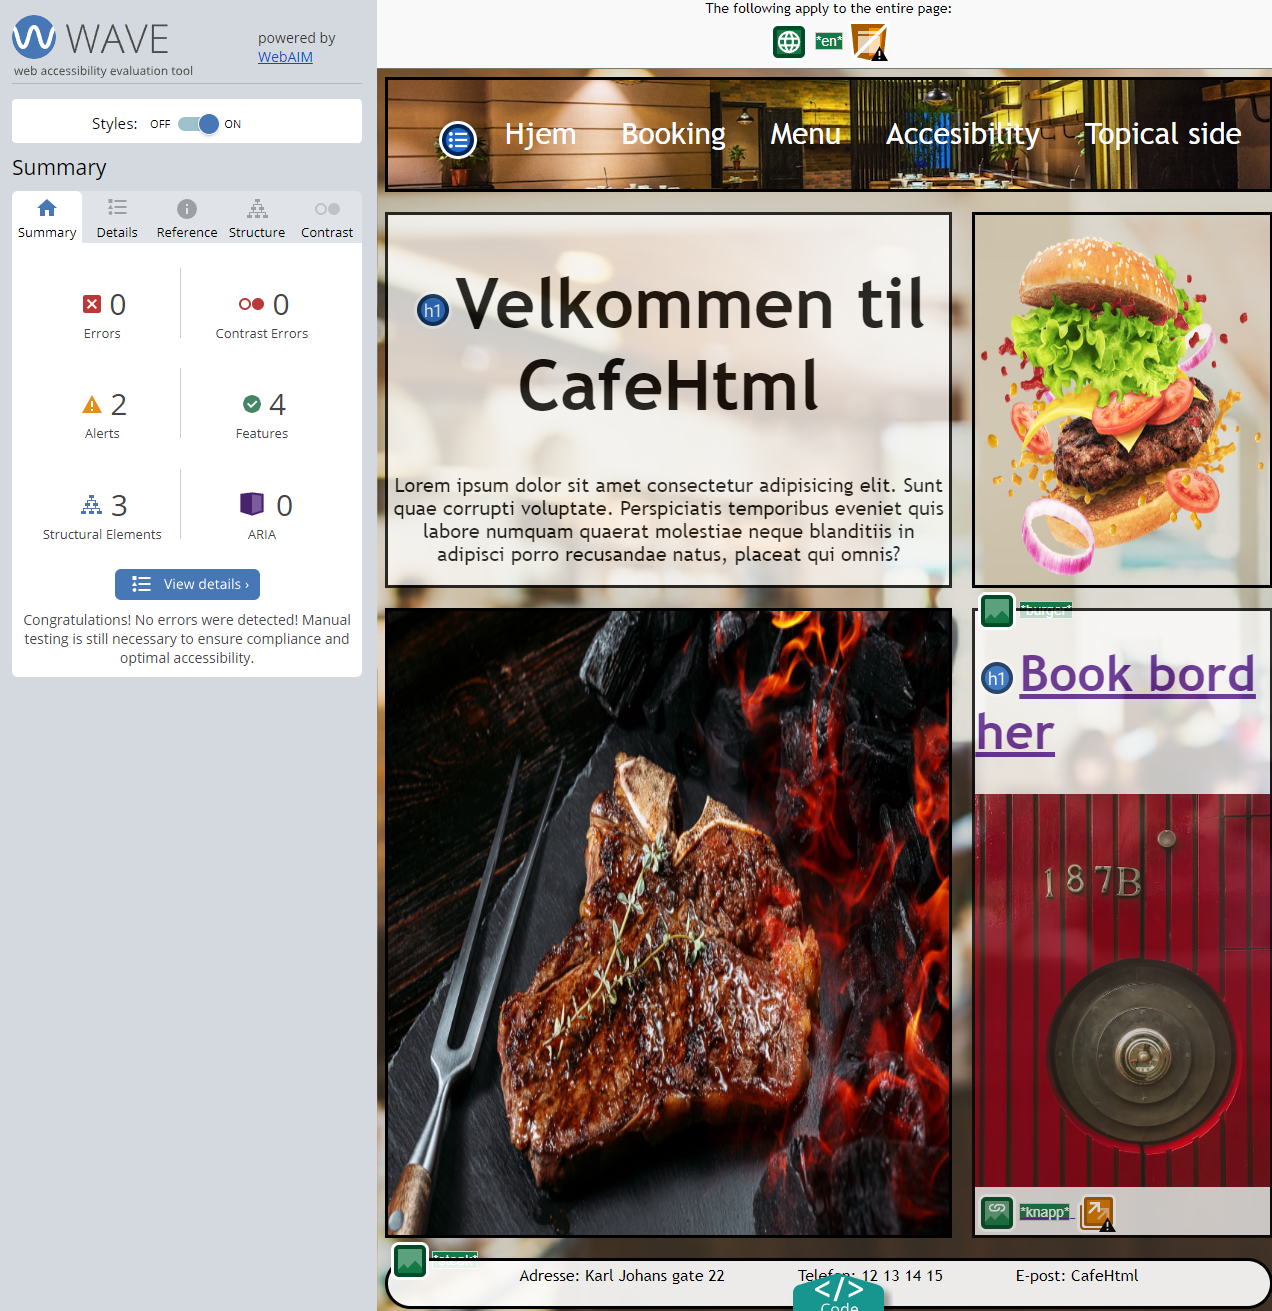 WAVE
web accessibility evaluation tool
powered by
WebAIM
Styles: OFF ON
Summary
Summary Details Reference Structure Contrast
0
Errors
0
Contrast Errors
2
Alerts
4
Features
3
Structural Elements
0
ARIA
View details ›
Congratulations! No errors were detected! Manual
testing is still necessary to ensure compliance and
optimal accessibility.
The following apply to the entire page:
*en*
Hjem Booking Menu Accesibility Topical side
h1 Velkommen til
CafeHtml
Lorem ipsum dolor sit amet consectetur adipisicing elit. Sunt
quae corrupti voluptate. Perspiciatis temporibus eveniet quis
labore numquam quaerat molestiae neque blanditiis in
adipisci porro recusandae natus, placeat qui omnis?
*burger*
h1 Book bord
her
187B
*knapp*
*steak*
Adresse: Karl Johans gate 22 Telefon: 12 13 14 15 E-post: CafeHtml
</>
Code